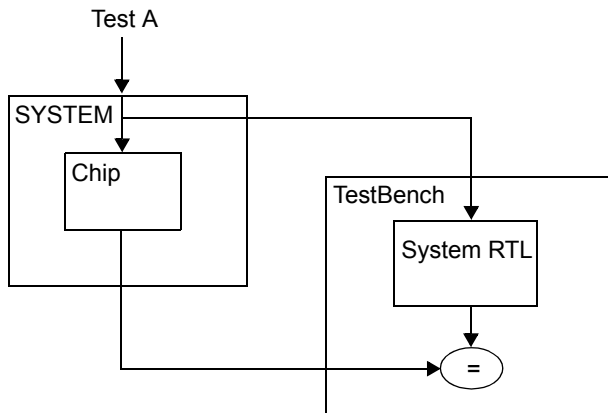 Test A
SYSTEM
Chip
TestBench
System RTL
=